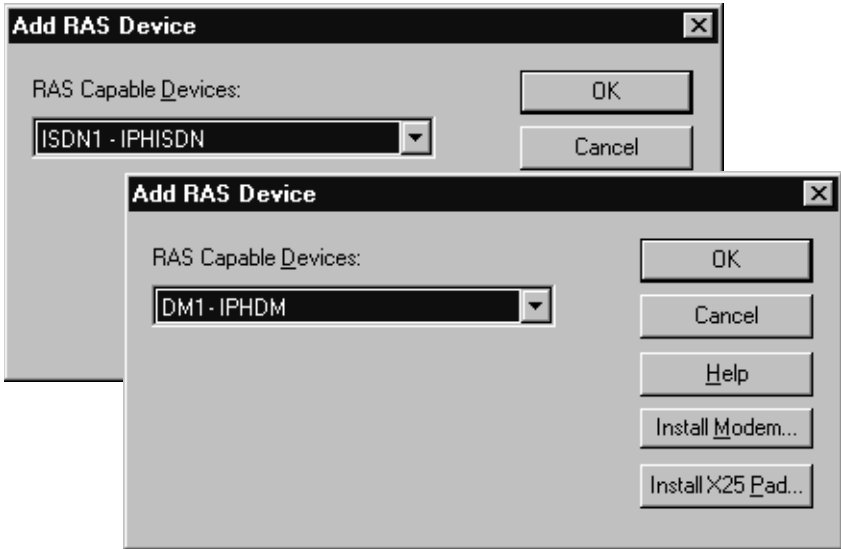 Add RAS Device
RAS Capable Devices:
OK
ISDN1 - IPHISDN
Cancel
Add RAS Device
RAS Capable Devices:
OK
DM1 - IPHDM
Cancel
Help
Install Modem...
Install X25 Pad...